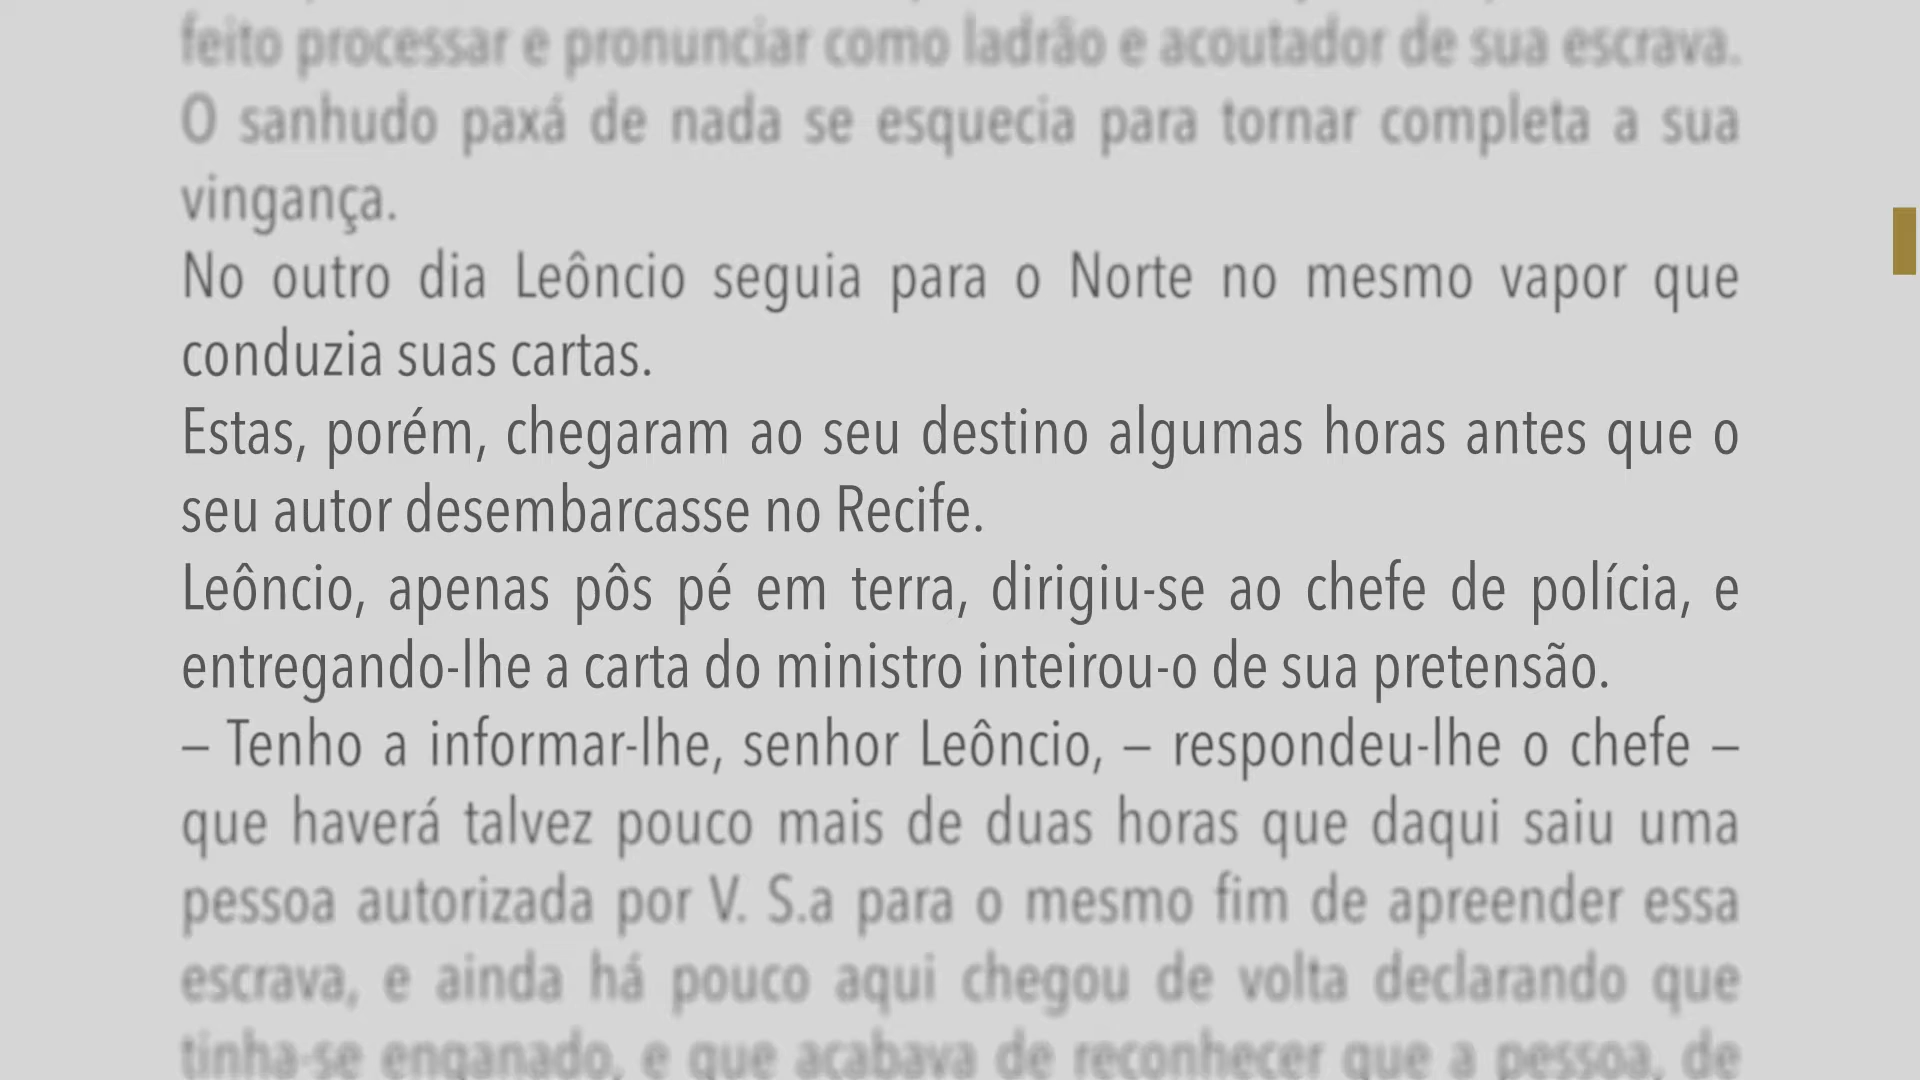 feito processar e pronunciar como ladrão e acoutador de sua escrava.
O sanhudo paxá de nada se esquecia para tornar completa a sua
vingança.
No outro dia Leôncio seguia para o Norte no mesmo vapor que
conduzia suas cartas.
Estas, porém, chegaram ao seu destino algumas horas antes que o
seu autor desembarcasse no Recife.
Leôncio, apenas pôs pé em terra, dirigiu-se ao chefe de polícia, e
entregando-lhe a carta do ministro inteirou-o de sua pretensão.
– Tenho a informar-lhe, senhor Leôncio, – respondeu-lhe o chefe –
que haverá talvez pouco mais de duas horas que daqui saiu uma
pessoa autorizada por V. S.a para o mesmo fim de apreender essa
escrava, e ainda há pouco aqui chegou de volta declarando que
tinha-se enganado, e que acabava de reconhecer que a pessoa, de